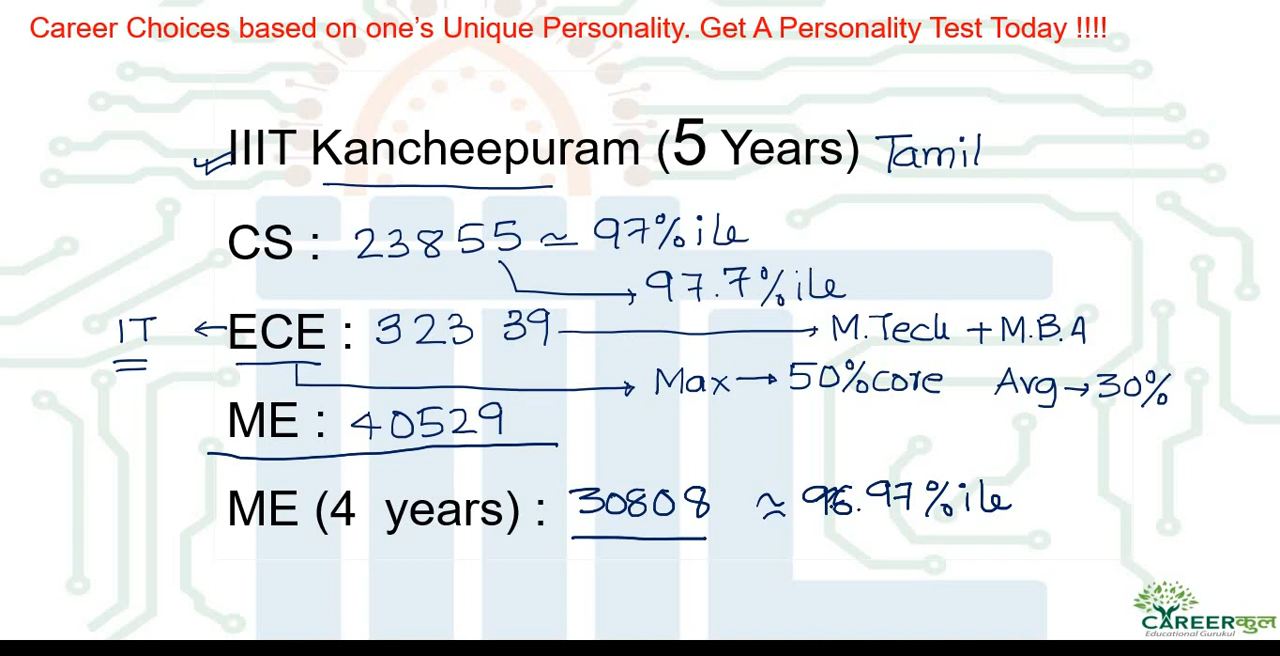 Career Choices based on one's Unique Personality. Get A Personality Test Today !!!!
IIIT Kancheepuram (5 Years) Tamil
CS : 23855 ≃ 97%ile
→ 97.7%ile
IT ← ECE : 323 39 → M.Tech + M.B.A
→ Max → 50% core Avg → 30%
ME : 40529
ME (4 years) : 30808 ≈ 96.97%ile
CAREERकुल
Educational Gurukul